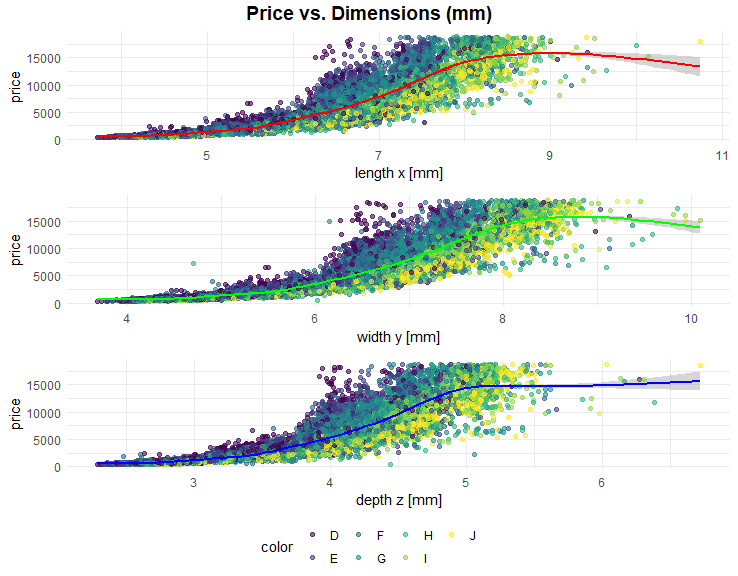 Price vs. Dimensions (mm)
price
15000
10000
5000
0
5 7 9 11
length x [mm]
price
15000
10000
5000
0
4 6 8 10
width y [mm]
price
15000
10000
5000
0
3 4 5 6
depth z [mm]
color
D F H J
E G I